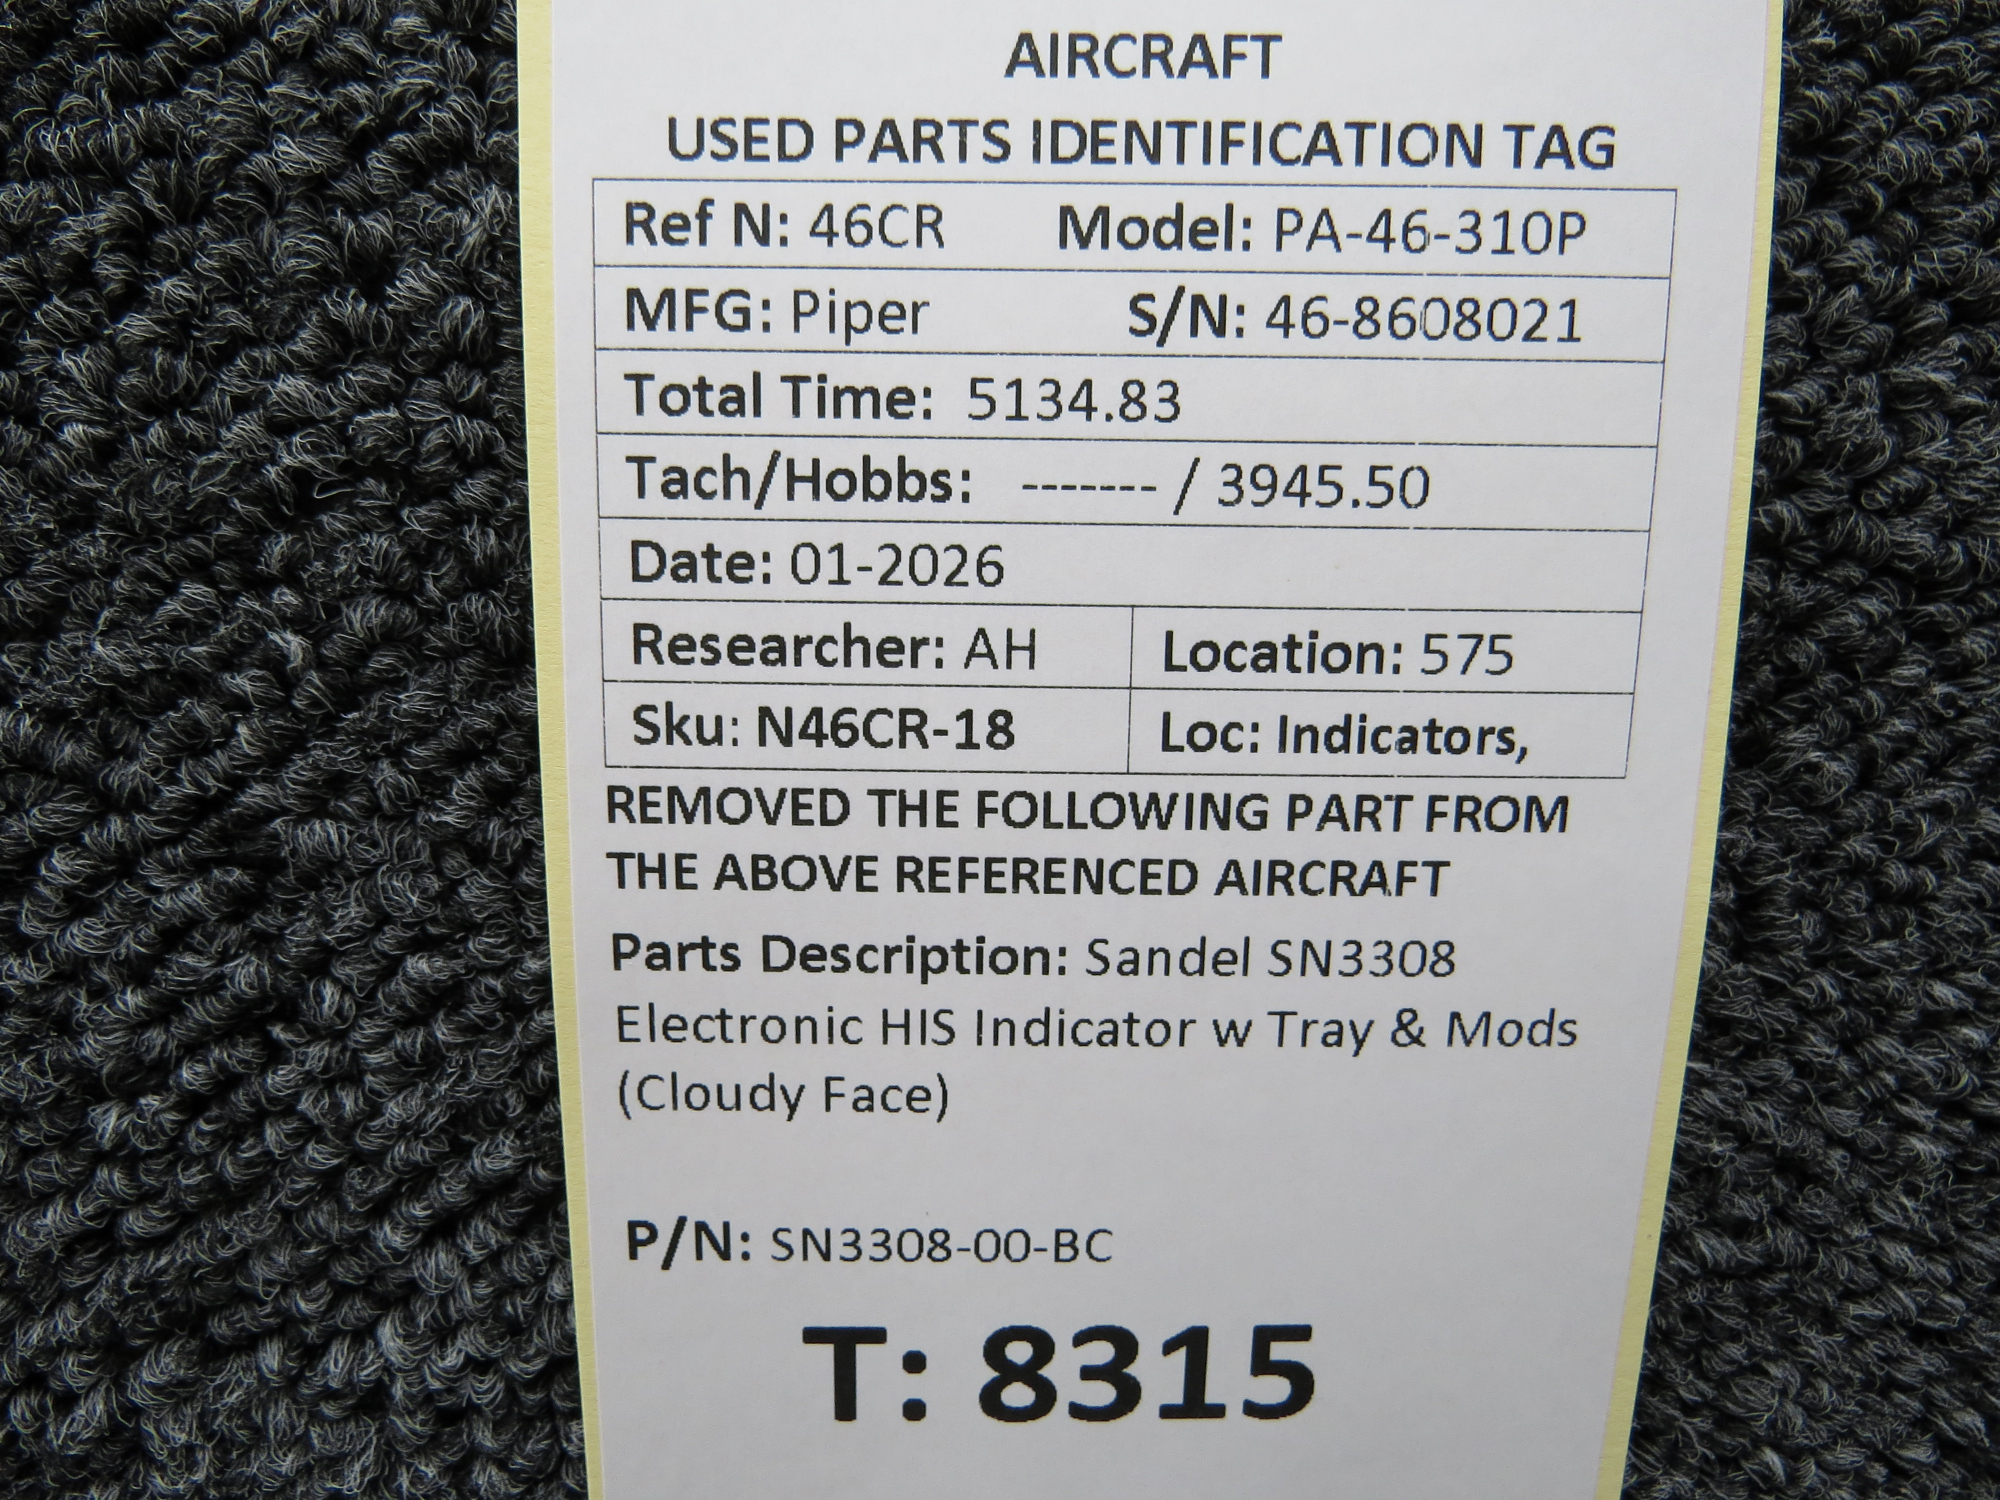 AIRCRAFT
USED PARTS IDENTIFICATION TAG
Ref N: 46CR Model: PA-46-310P
MFG: Piper S/N: 46-8608021
Total Time: 5134.83
Tach/Hobbs: ------- / 3945.50
Date: 01-2026
Researcher: AH Location: 575
Sku: N46CR-18 Loc: Indicators,
REMOVED THE FOLLOWING PART FROM
THE ABOVE REFERENCED AIRCRAFT
Parts Description: Sandel SN3308
Electronic HIS Indicator w Tray & Mods
(Cloudy Face)
P/N: SN3308-00-BC
T: 8315